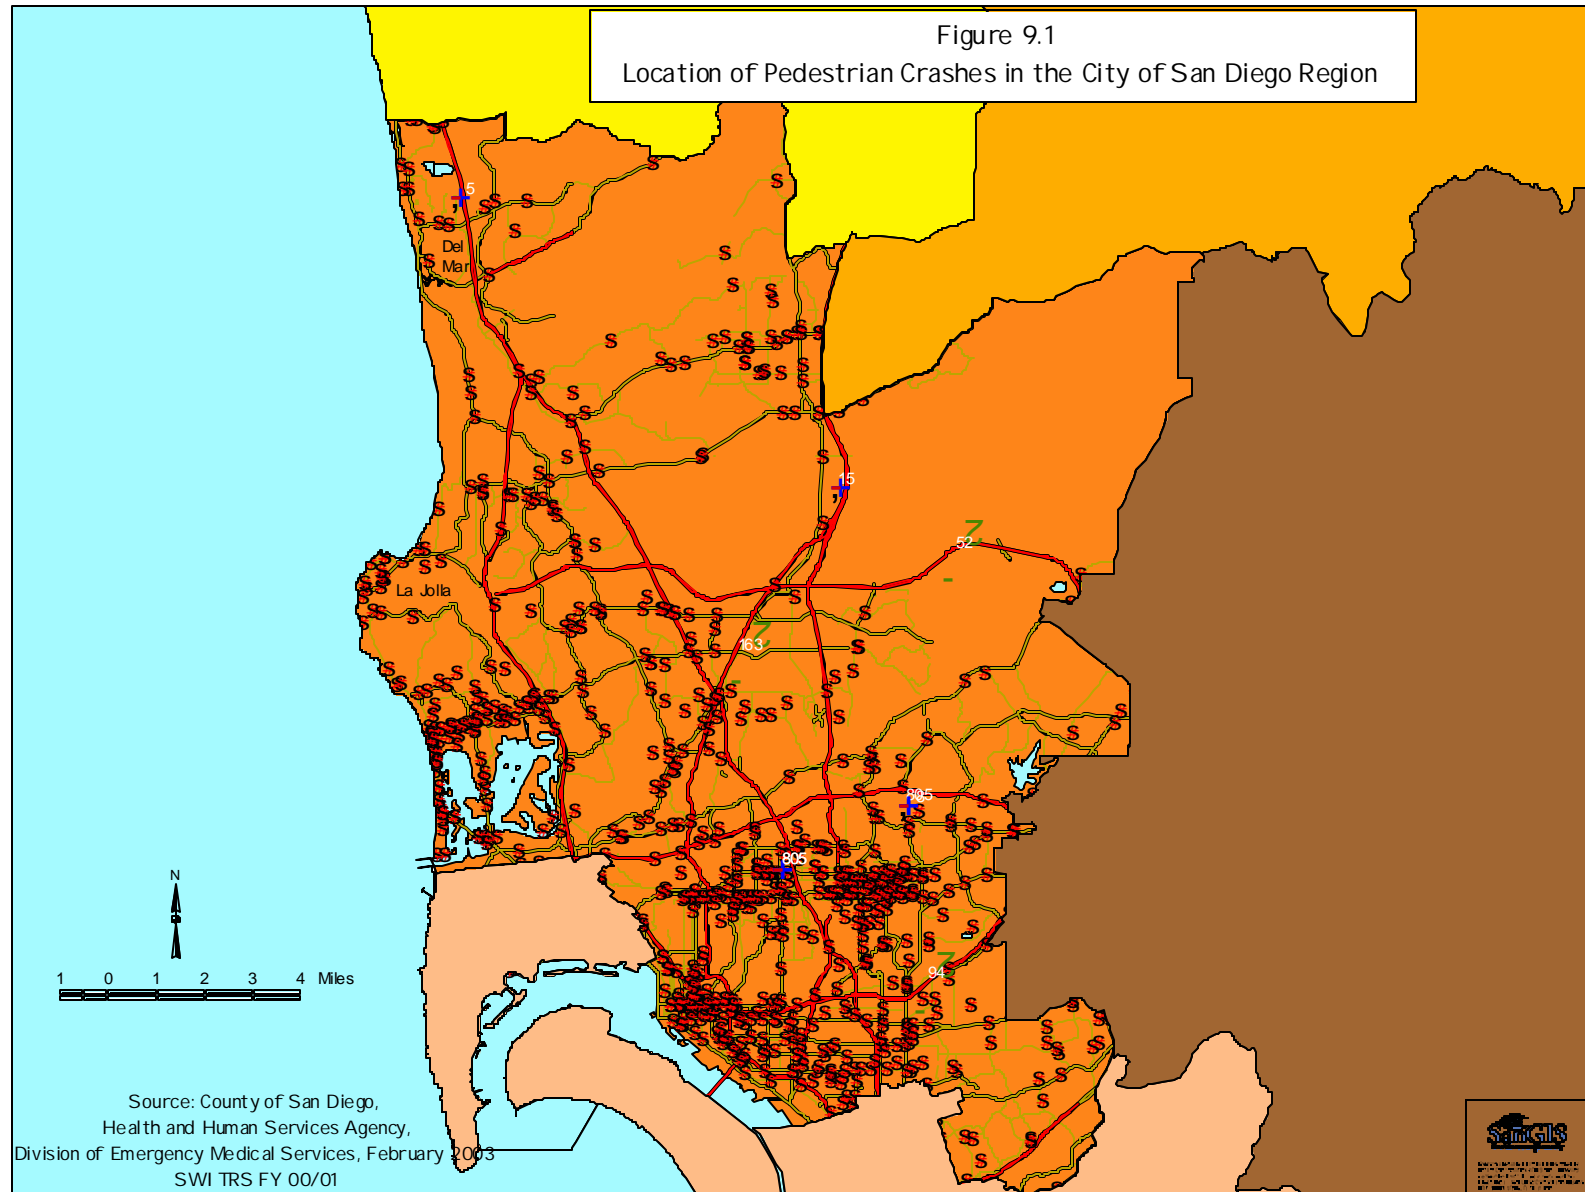 Figure 9.1
Location of Pedestrian Crashes in the City of San Diego Region
5
Del
Mar
15
52
La Jolla
163
805
805
94
N
1 0 1 2 3 4 Miles
Source: County of San Diego,
Health and Human Services Agency,
Division of Emergency Medical Services, February 2003
SWITRS FY 00/01
SanGIS